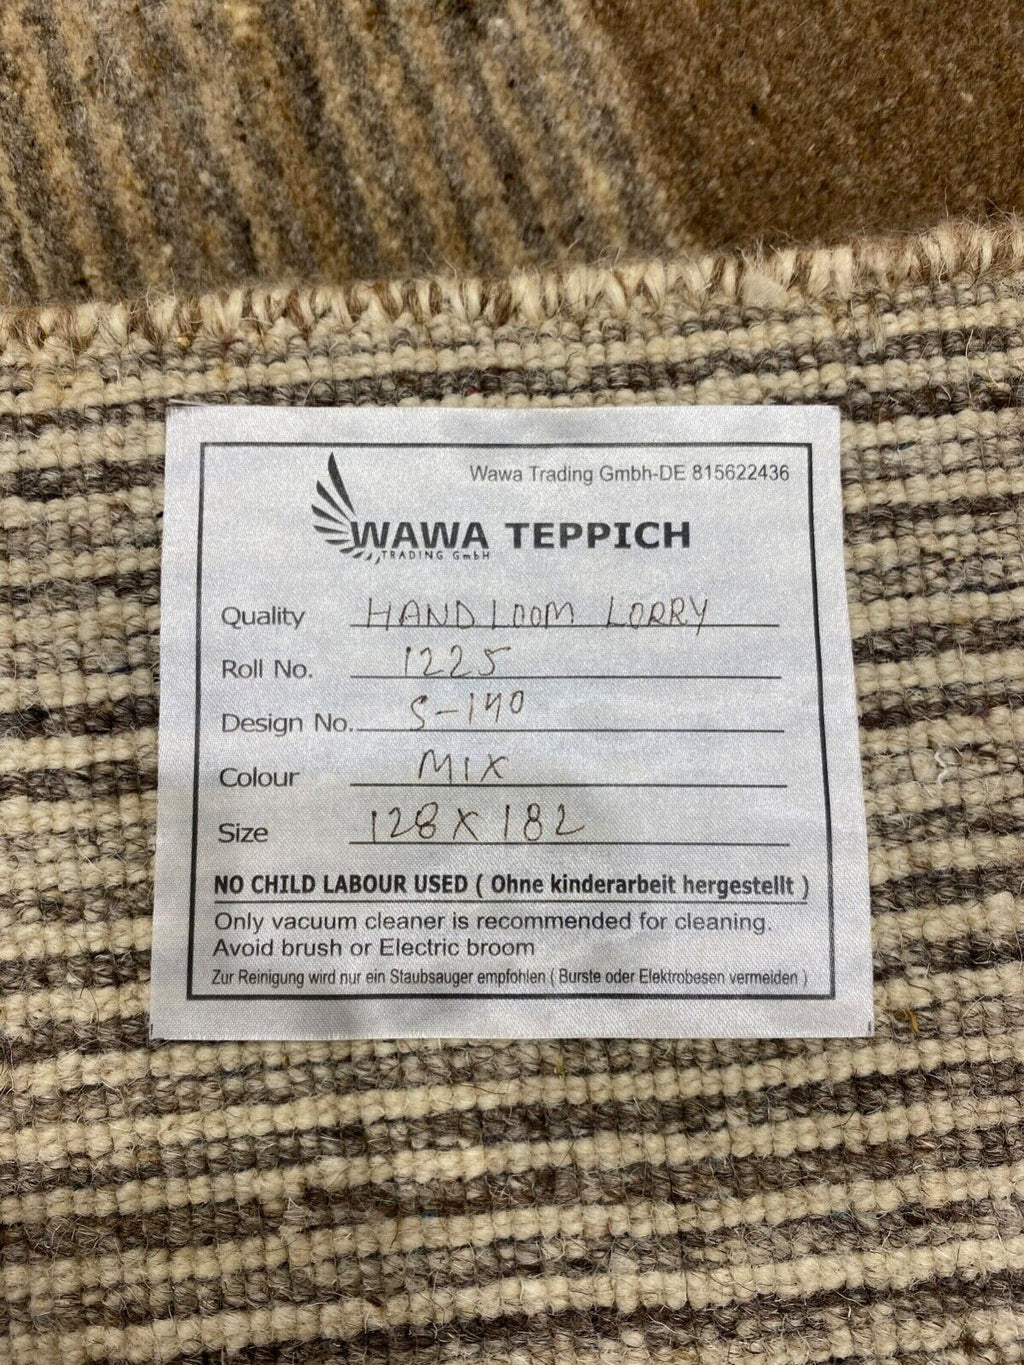 Wawa Trading Gmbh-DE 815622436
WAWA TEPPICH
TRADING GmbH
Quality HANDLOOM LORRY
Roll No. 1225
Design No. S-140
Colour MIX
Size 128 X 182
NO CHILD LABOUR USED ( Ohne kinderarbeit hergestellt )
Only vacuum cleaner is recommended for cleaning.
Avoid brush or Electric broom
Zur Reinigung wird nur ein Staubsauger empfohlen ( Burste oder Elektrobesen vermeiden )